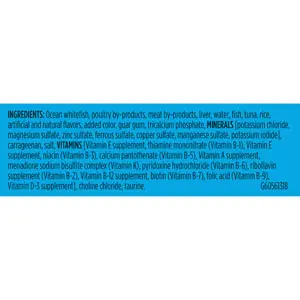 INGREDIENTS: Ocean whitefish, poultry by-products, meat by-products, liver, water, fish, tuna, rice,
artificial and natural flavors, added color, guar gum, tricalcium phosphate, MINERALS [potassium chloride,
magnesium sulfate, zinc sulfate, ferrous sulfate, copper sulfate, manganese sulfate, potassium iodide],
carrageenan, salt, VITAMINS [Vitamin E supplement, thiamine mononitrate (Vitamin B-1), Vitamin E
supplement, niacin (Vitamin B-3), calcium pantothenate (Vitamin B-5), Vitamin A supplement,
menadione sodium bisulfite complex (Vitamin K), pyridoxine hydrochloride (Vitamin B-6), riboflavin
supplement (Vitamin B-2), Vitamin B-12 supplement, biotin (Vitamin B-7), folic acid (Vitamin B-9),
Vitamin D-3 supplement], choline chloride, taurine.
G60561318